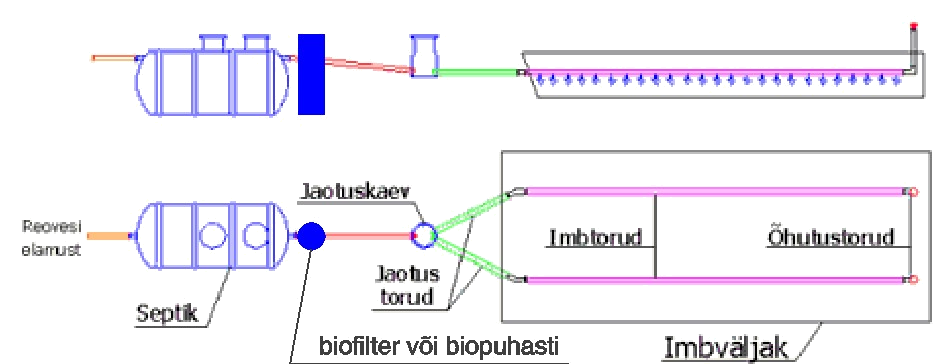 Jaotuskaev
Reovesi
elamust
Imbtorud
Õhutustorud
Jaotus
torud
Septik
biofilter või biopuhasti
Imbväljak